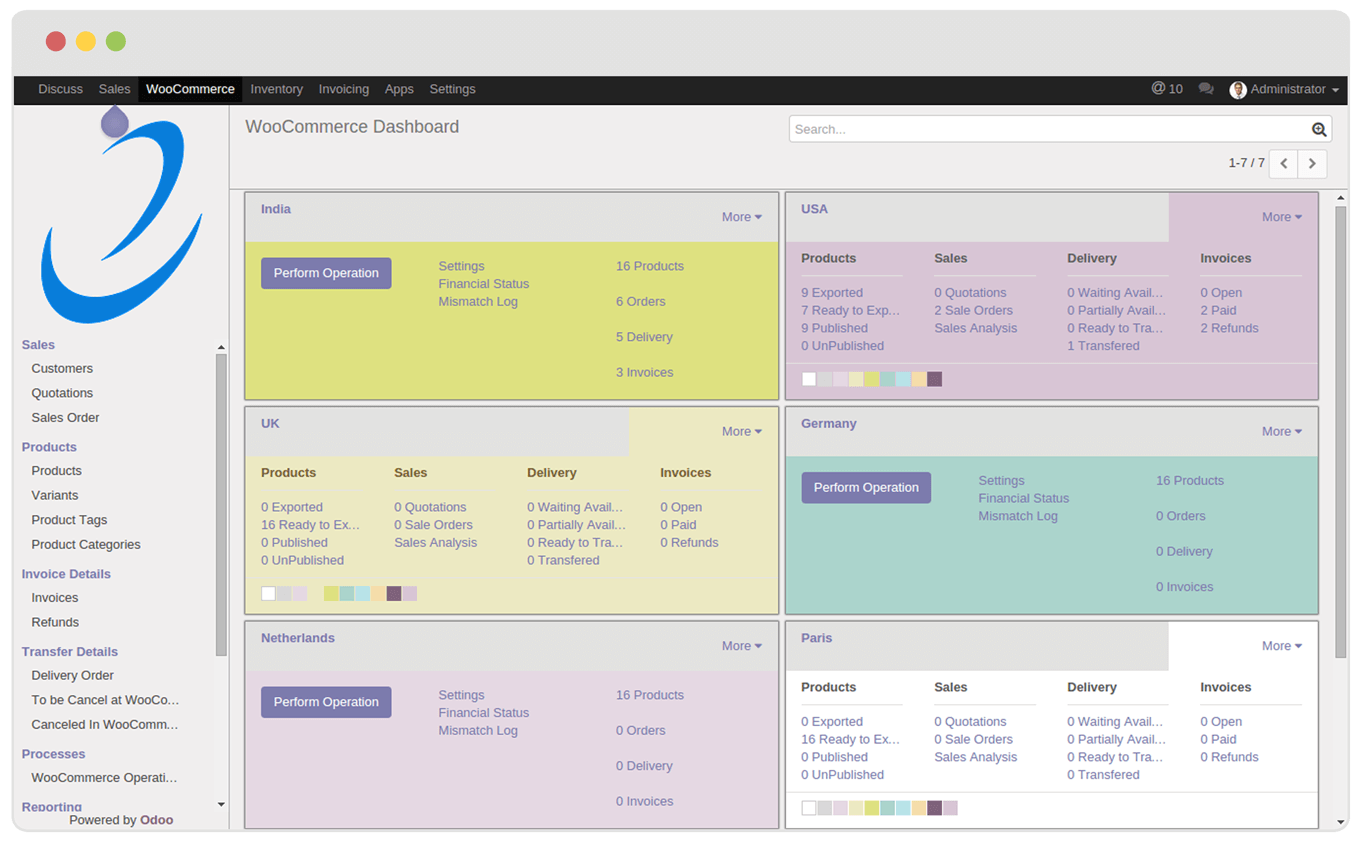 Discuss Sales WooCommerce Inventory Invoicing Apps Settings @ 10 Administrator
WooCommerce Dashboard
Search...
1-7 / 7
Sales
Customers
Quotations
Sales Order
Products
Products
Variants
Product Tags
Product Categories
Invoice Details
Invoices
Refunds
Transfer Details
Delivery Order
To be Cancel at WooCo...
Canceled In WooComm...
Processes
WooCommerce Operati...
Reporting
Powered by Odoo
India
More
Perform Operation
Settings
Financial Status
Mismatch Log
16 Products
6 Orders
5 Delivery
3 Invoices
USA
More
Products Sales Delivery Invoices
9 Exported 0 Quotations 0 Waiting Avail... 0 Open
7 Ready to Exp... 2 Sale Orders 0 Partially Avail... 2 Paid
9 Published Sales Analysis 0 Ready to Tra... 2 Refunds
0 UnPublished 1 Transfered
UK
More
Products Sales Delivery Invoices
0 Exported 0 Quotations 0 Waiting Avail... 0 Open
16 Ready to Ex... 0 Sale Orders 0 Partially Avail... 0 Paid
0 Published Sales Analysis 0 Ready to Tra... 0 Refunds
0 UnPublished 0 Transfered
Germany
More
Perform Operation
Settings
Financial Status
Mismatch Log
16 Products
0 Orders
0 Delivery
0 Invoices
Netherlands
More
Perform Operation
Settings
Financial Status
Mismatch Log
16 Products
0 Orders
0 Delivery
0 Invoices
Paris
More
Products Sales Delivery Invoices
0 Exported 0 Quotations 0 Waiting Avail... 0 Open
16 Ready to Ex... 0 Sale Orders 0 Partially Avail... 0 Paid
0 Published Sales Analysis 0 Ready to Tra... 0 Refunds
0 UnPublished 0 Transfered